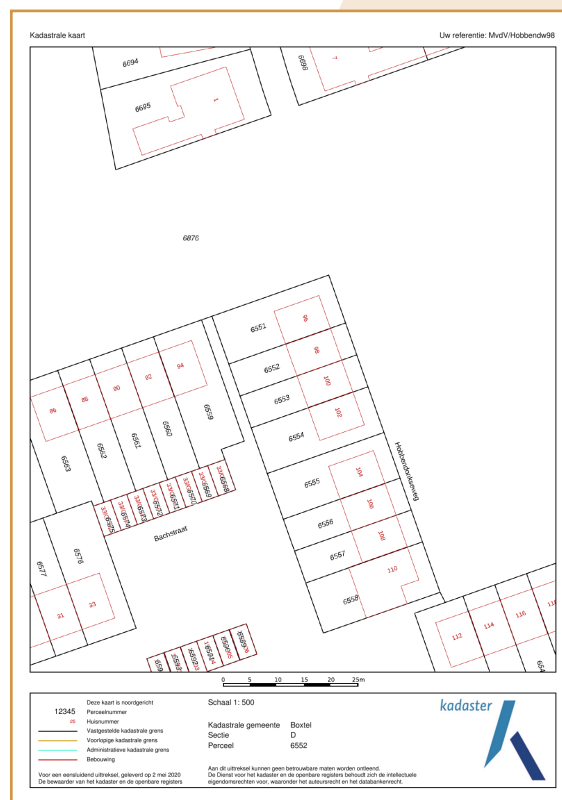 Kadastrale kaart
Uw referentie: MvdV/Hobbendw98
6694
6695
1
6698
7
6876
6551
96
6552
98
6553
100
6554
102
94
92
90
88
86
6559
6560
6561
6562
6563
Hobbendonkseweg
6555
104
6556
106
6557
108
6558
110
Bachstraat
6576
6577
31
33
112
114
116
0 5 10 15 20 25m
Deze kaart is noordgericht
12345 Perceelnummer
25 Huisnummer
Vastgestelde kadastrale grens
Voorlopige kadastrale grens
Administratieve kadastrale grens
Bebouwing
Voor een eensluidend uittreksel, geleverd op 2 mei 2020
De bewaarder van het kadaster en de openbare registers
Schaal 1: 500
Kadastrale gemeente Boxtel
Sectie D
Perceel 6552
Aan dit uittreksel kunnen geen betrouwbare maten worden ontleend.
De Dienst voor het kadaster en de openbare registers behoudt zich de intellectuele
eigendomsrechten voor, waaronder het auteursrecht en het databankenrecht.
kadaster